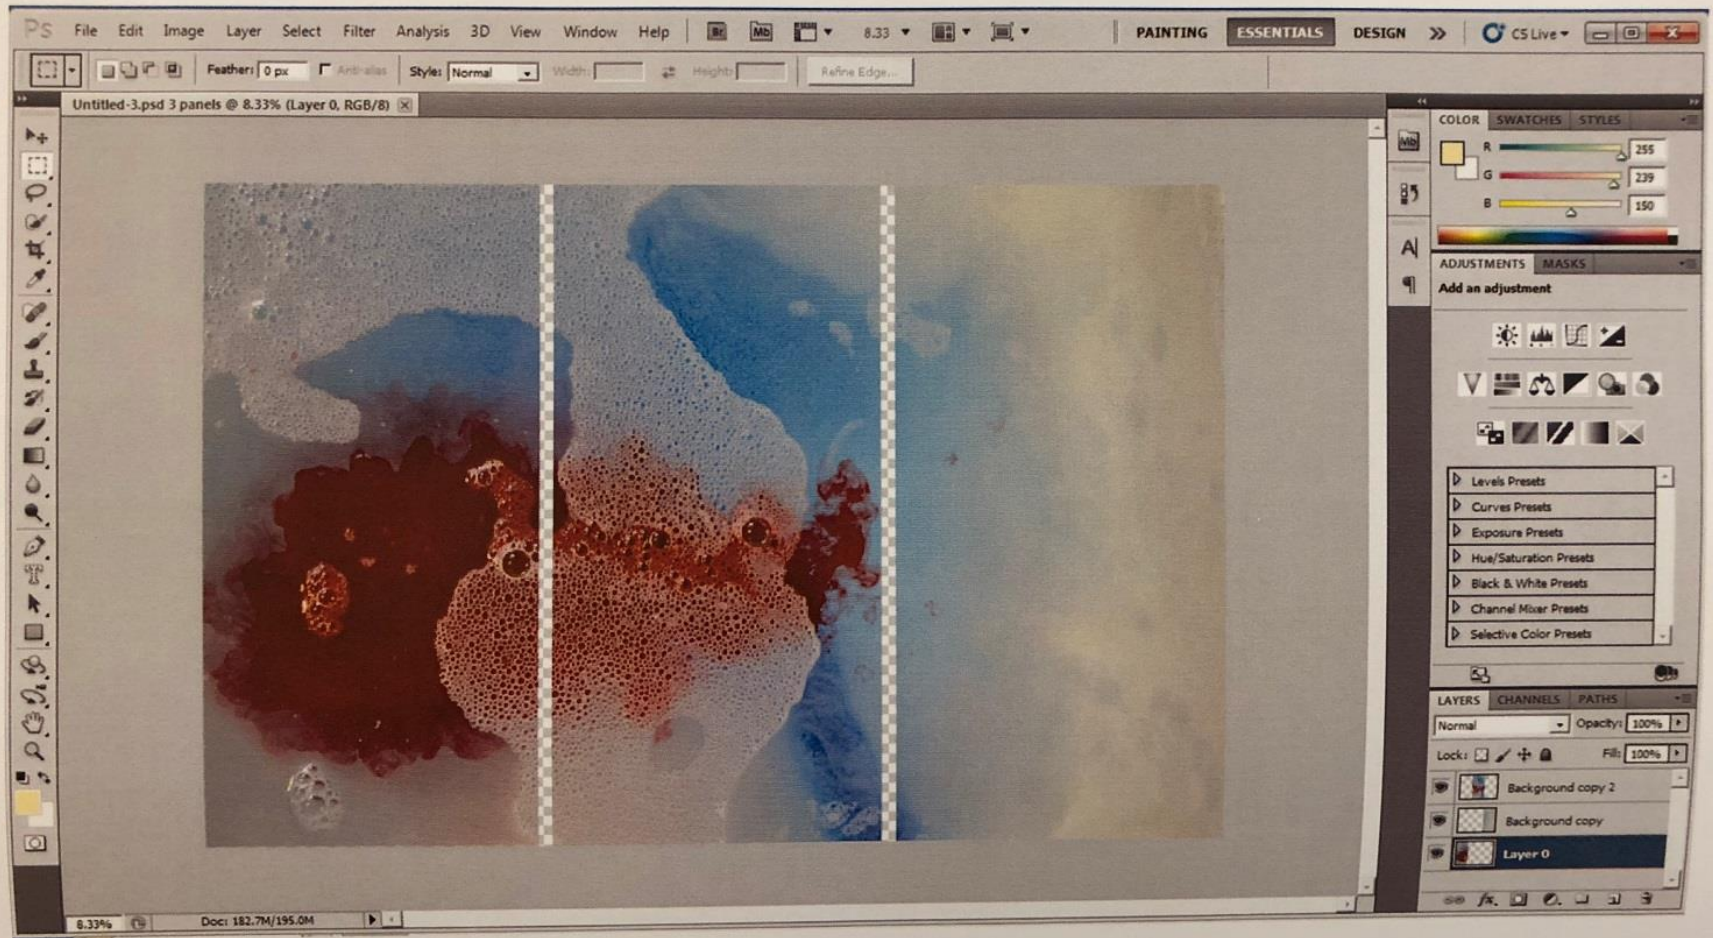 Ps File Edit Image Layer Select Filter Analysis 3D View Window Help Br Mb 8.33 PAINTING ESSENTIALS DESIGN CS Live
Feather: 0 px Anti-alias Style: Normal Width: Height: Refine Edge...
Untitled-3.psd 3 panels @ 8.33% (Layer 0, RGB/8)
COLOR SWATCHES STYLES
Mb
R 255
G 239
B 150
A
ADJUSTMENTS MASKS
Add an adjustment
Levels Presets
Curves Presets
Exposure Presets
Hue/Saturation Presets
Black & White Presets
Channel Mixer Presets
Selective Color Presets
LAYERS CHANNELS PATHS
Normal Opacity: 100%
Lock: Fill: 100%
Background copy 2
Background copy
Layer 0
fx
8.33% Doc: 182.7M/195.0M